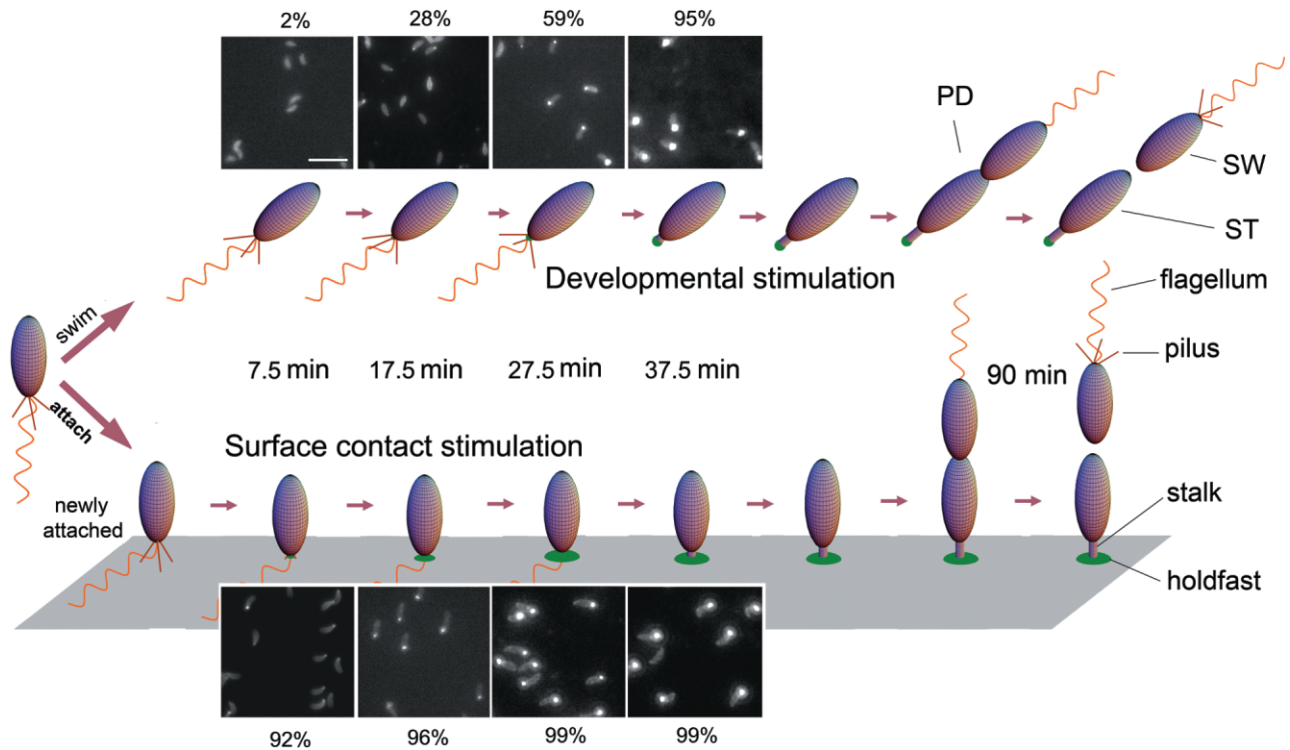 2% 28% 59% 95%
PD
SW
ST
Developmental stimulation
flagellum
swim
pilus
7.5 min 17.5 min 27.5 min 37.5 min 90 min
attach
Surface contact stimulation
newly
attached
stalk
holdfast
92% 96% 99% 99%